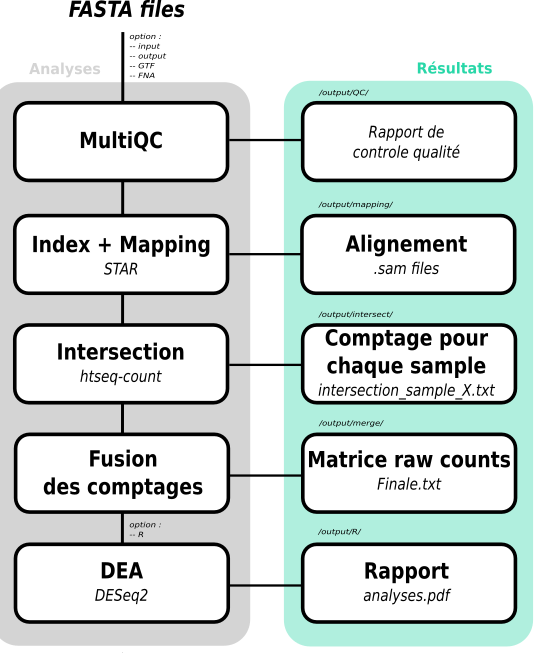 FASTA files
option :
-- input
-- output
-- GTF
-- FNA
Analyses
Résultats
/output/QC/
MultiQC
Rapport de
controle qualité
/output/mapping/
Index + Mapping
STAR
Alignement
.sam files
/output/intersect/
Intersection
htseq-count
Comptage pour
chaque sample
intersection_sample_X.txt
/output/merge/
Fusion
des comptages
Matrice raw counts
Finale.txt
option :
-- R
/output/R/
DEA
DESeq2
Rapport
analyses.pdf